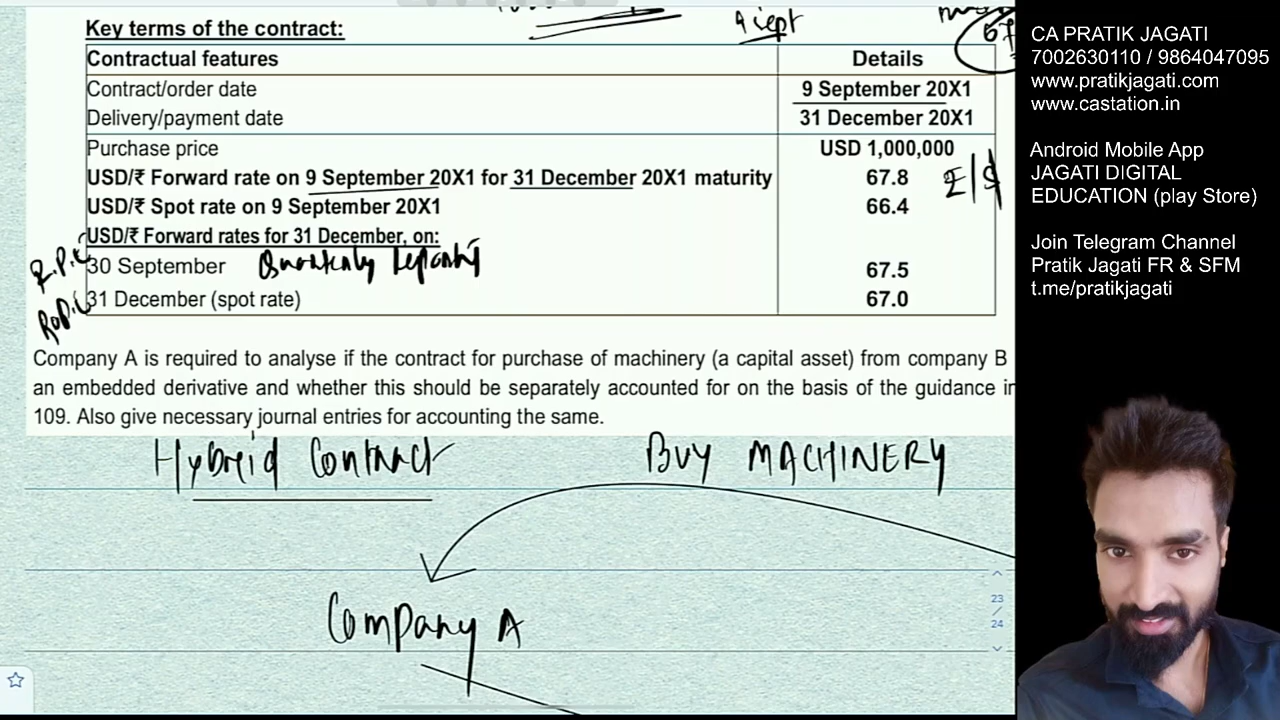 9 sept
67
Key terms of the contract:
Contractual features Details
Contract/order date 9 September 20X1
Delivery/payment date 31 December 20X1
Purchase price USD 1,000,000
USD/₹ Forward rate on 9 September 20X1 for 31 December 20X1 maturity 67.8
₹/$
USD/₹ Spot rate on 9 September 20X1 66.4
USD/₹ Forward rates for 31 December, on:
30 September Quarterly Reporting 67.5
31 December (spot rate) 67.0
Company A is required to analyse if the contract for purchase of machinery (a capital asset) from company B
an embedded derivative and whether this should be separately accounted for on the basis of the guidance in
109. Also give necessary journal entries for accounting the same.
Hybrid Contract BUY MACHINERY
Company A
23
/
24
CA PRATIK JAGATI
7002630110 / 9864047095
www.pratikjagati.com
www.castation.in
Android Mobile App
JAGATI DIGITAL
EDUCATION (play Store)
Join Telegram Channel
Pratik Jagati FR & SFM
t.me/pratikjagati